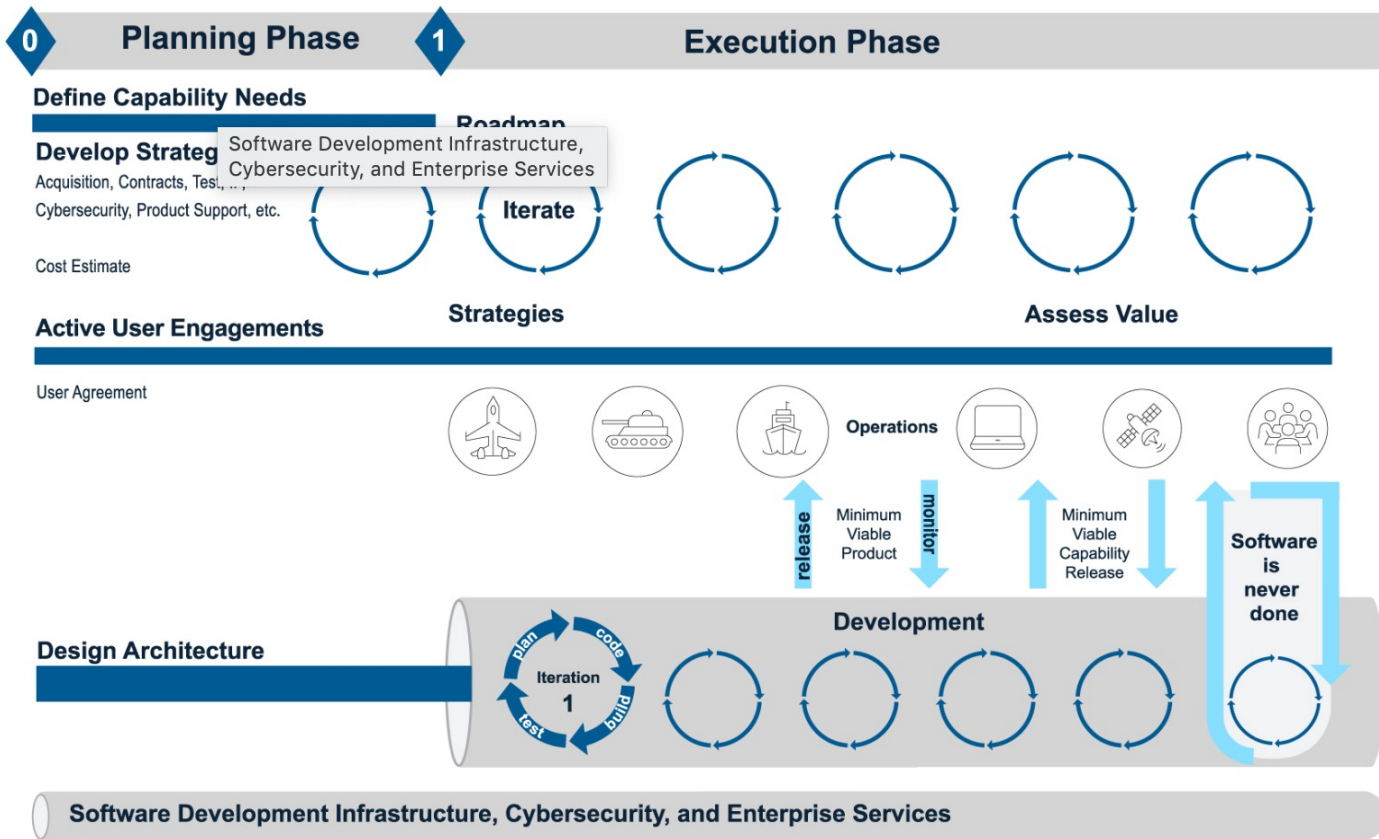 0
Planning Phase
1
Execution Phase
Define Capability Needs
Roadmap
Develop
Software Development Infrastructure,
Cybersecurity, and Enterprise Services
Acquisition, Contracts, Test,
Cybersecurity, Product Support, etc.
Iterate
Cost Estimate
Strategies
Assess Value
Active User Engagements
User Agreement
Operations
release
Minimum
Viable
Product
monitor
Minimum
Viable
Capability
Release
Software
is
never
done
Development
Design Architecture
plan
code
Iteration
1
test
build
Software Development Infrastructure, Cybersecurity, and Enterprise Services